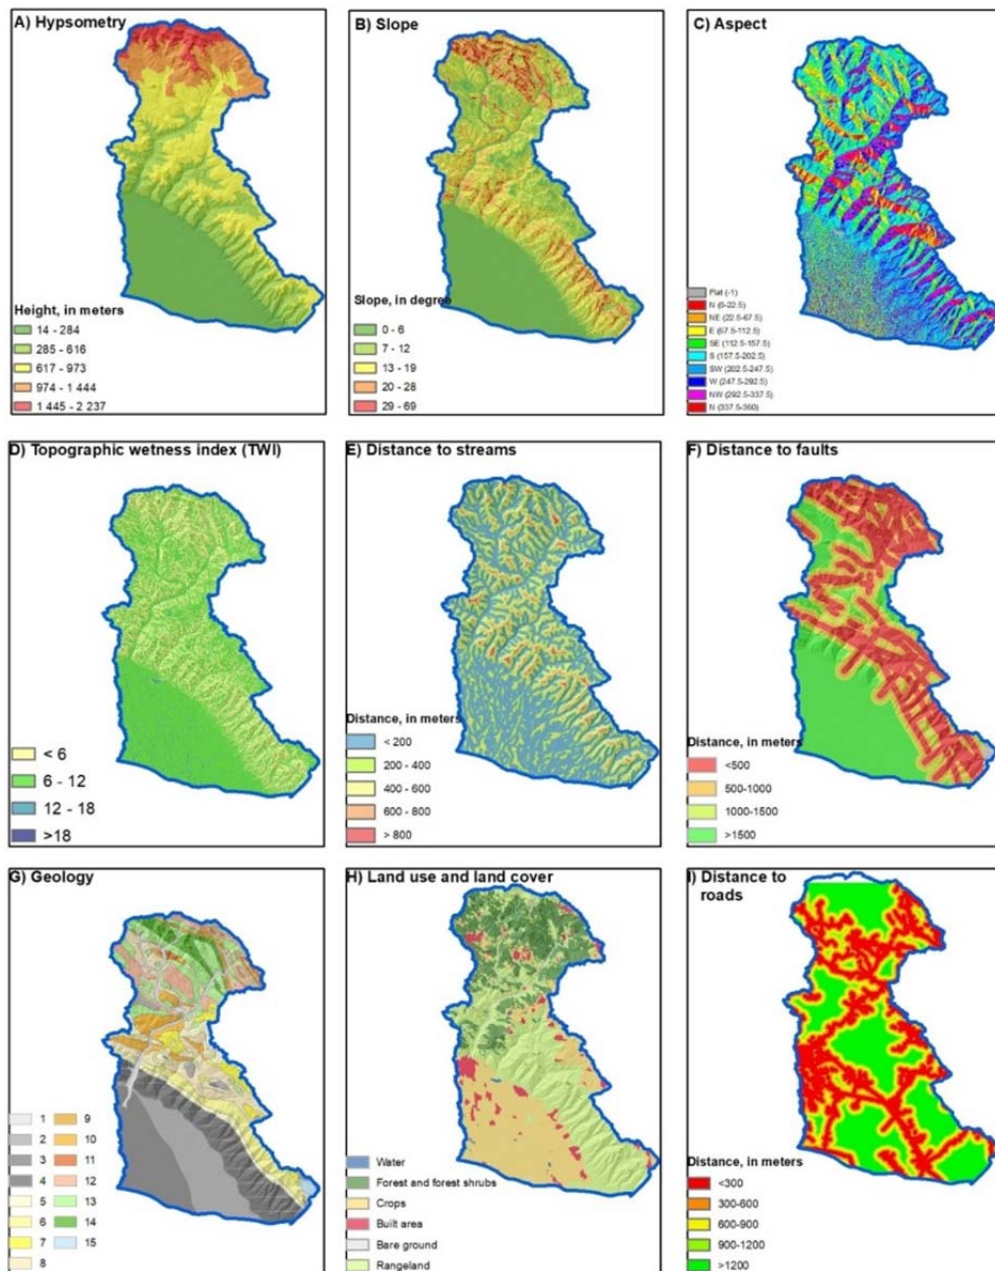 A) Hypsometry
Height, in meters
14 - 284
285 - 616
617 - 973
974 - 1 444
1 445 - 2 237
B) Slope
Slope, in degree
0 - 6
7 - 12
13 - 19
20 - 28
29 - 69
C) Aspect
Flat (-1)
N (0-22.5)
NE (22.5-67.5)
E (67.5-112.5)
SE (112.5-157.5)
S (157.5-202.5)
SW (202.5-247.5)
W (247.5-292.5)
NW (292.5-337.5)
N (337.5-360)
D) Topographic wetness index (TWI)
< 6
6 - 12
12 - 18
>18
E) Distance to streams
Distance, in meters
< 200
200 - 400
400 - 600
600 - 800
> 800
F) Distance to faults
Distance, in meters
<500
500-1000
1000-1500
>1500
G) Geology
1 9
2 10
3 11
4 12
5 13
6 14
7 15
8
H) Land use and land cover
Water
Forest and forest shrubs
Crops
Built area
Bare ground
Rangeland
I) Distance to
roads
Distance, in meters
<300
300-600
600-900
900-1200
>1200